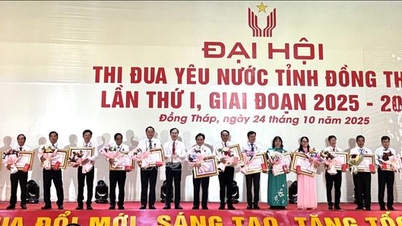 ĐẠI HỘI
THI ĐUA YÊU NƯỚC TỈNH ĐỒNG TH
LẦN THỨ I, GIAI ĐOẠN 2025 - 20
Đồng Tháp, ngày 24 tháng 10 năm 2025
ĐỔI MỚI, SÁNG TẠO, TĂNG TỐ